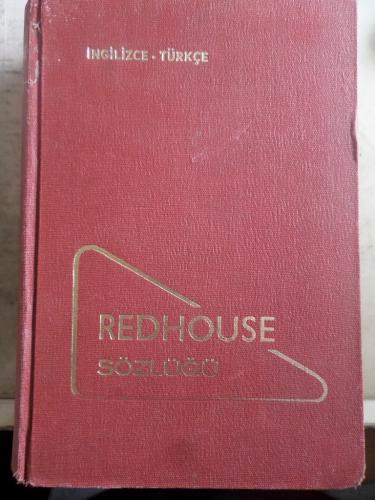 İNGİLİZCE - TÜRKÇE
REDHOUSE
SÖZLÜĞÜ